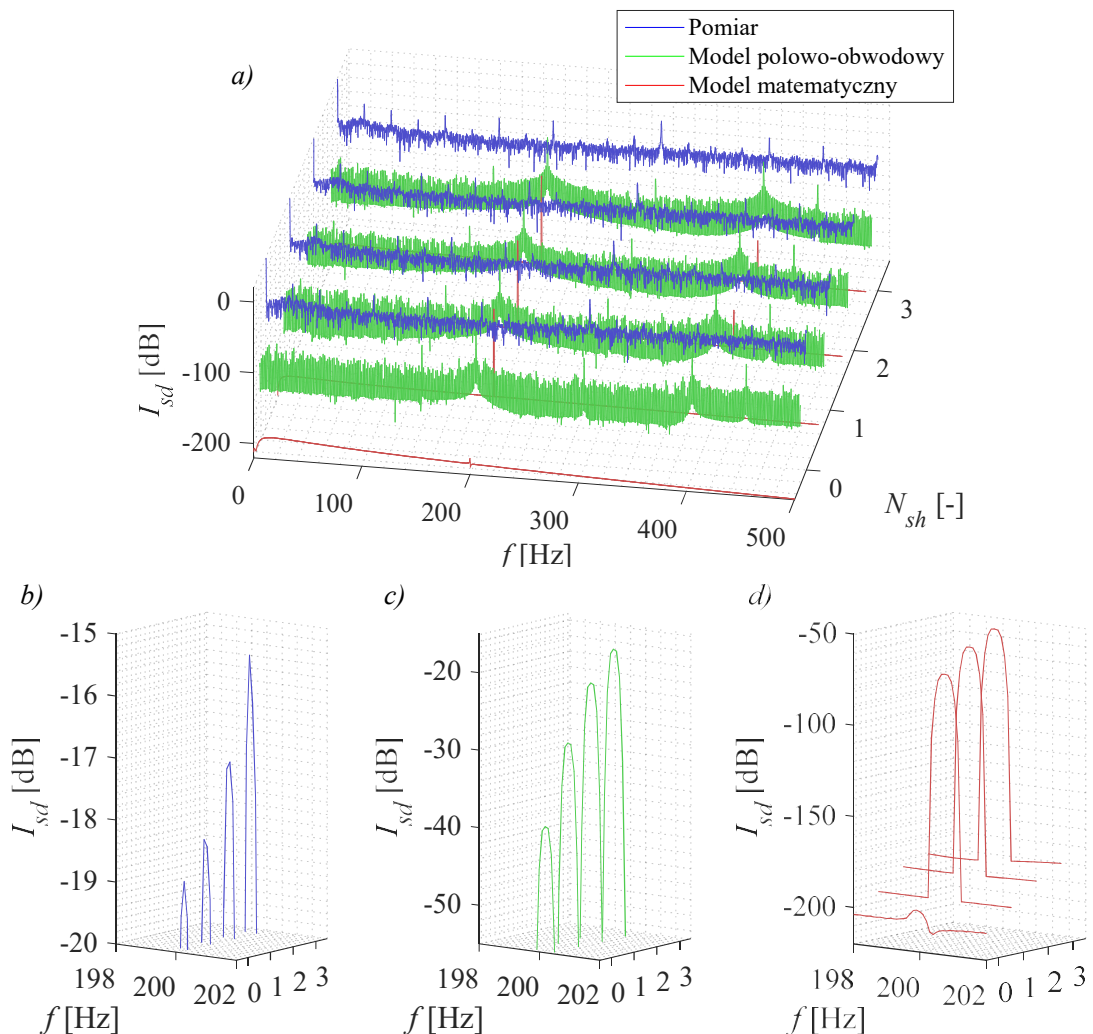 Pomiar
Model polowo-obwodowy
Model matematyczny
a)
0
-100
-200
I_sd [dB]
0
100
200
300
400
500
f [Hz]
0
1
2
3
N_sh [-]
b)
-15
-16
-17
-18
-19
-20
I_sd [dB]
198
200
202
f [Hz]
0 1 2 3
c)
-20
-30
-40
-50
I_sd [dB]
198
200
202
f [Hz]
0 1 2 3
d)
-50
-100
-150
-200
I_sd [dB]
198
200
202
f [Hz]
0 1 2 3